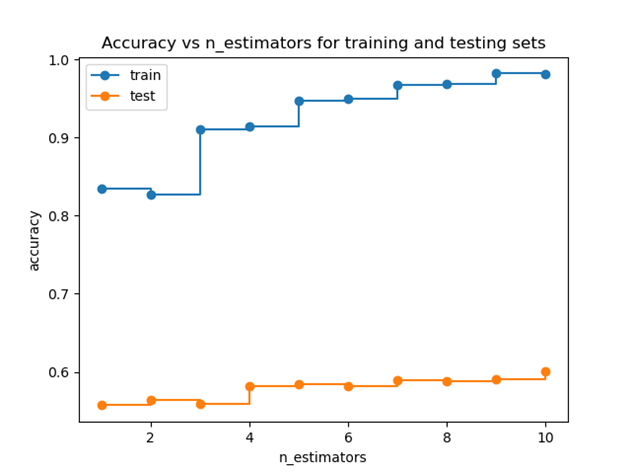 Accuracy vs n_estimators for training and testing sets
train
test
1.0
0.9
0.8
0.7
0.6
accuracy
2
4
6
8
10
n_estimators